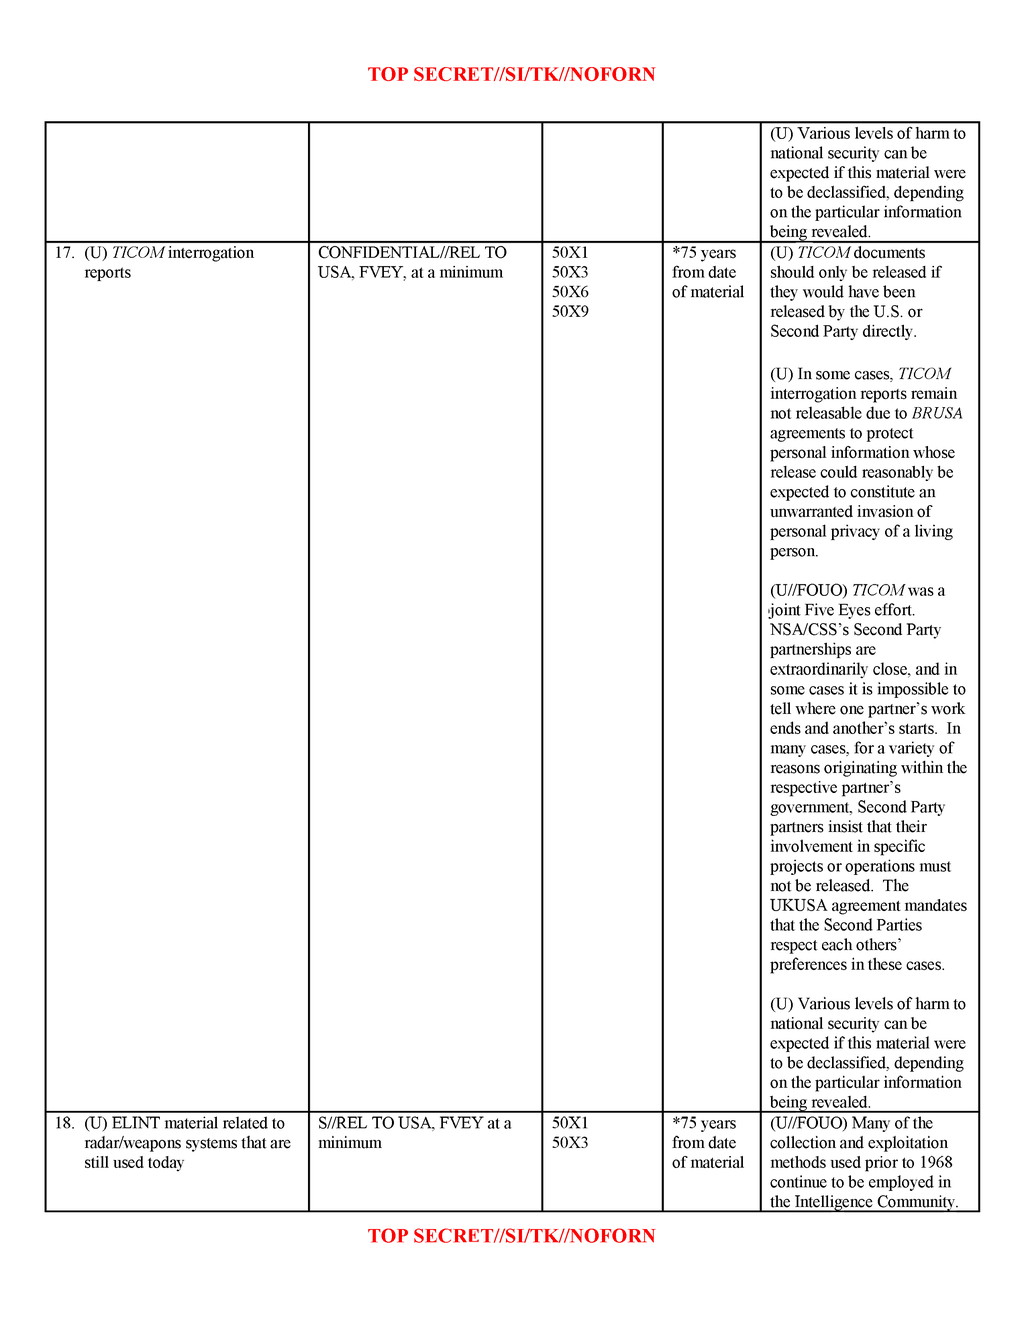 TOP SECRET//SI/TK//NOFORN
(U) Various levels of harm to
national security can be
expected if this material were
to be declassified, depending
on the particular information
being revealed.
17. (U) TICOM interrogation
reports
CONFIDENTIAL//REL TO
USA, FVEY, at a minimum
50X1
50X3
50X6
50X9
*75 years
from date
of material
(U) TICOM documents
should only be released if
they would have been
released by the U.S. or
Second Party directly.
(U) In some cases, TICOM
interrogation reports remain
not releasable due to BRUSA
agreements to protect
personal information whose
release could reasonably be
expected to constitute an
unwarranted invasion of
personal privacy of a living
person.
(U//FOUO) TICOM was a
joint Five Eyes effort.
NSA/CSS's Second Party
partnerships are
extraordinarily close, and in
some cases it is impossible to
tell where one partner's work
ends and another's starts.  In
many cases, for a variety of
reasons originating within the
respective partner's
government, Second Party
partners insist that their
involvement in specific
projects or operations must
not be released.  The
UKUSA agreement mandates
that the Second Parties
respect each others'
preferences in these cases.
(U) Various levels of harm to
national security can be
expected if this material were
to be declassified, depending
on the particular information
being revealed.
18. (U) ELINT material related to
radar/weapons systems that are
still used today
S//REL TO USA, FVEY at a
minimum
50X1
50X3
*75 years
from date
of material
(U//FOUO) Many of the
collection and exploitation
methods used prior to 1968
continue to be employed in
the Intelligence Community.
TOP SECRET//SI/TK//NOFORN